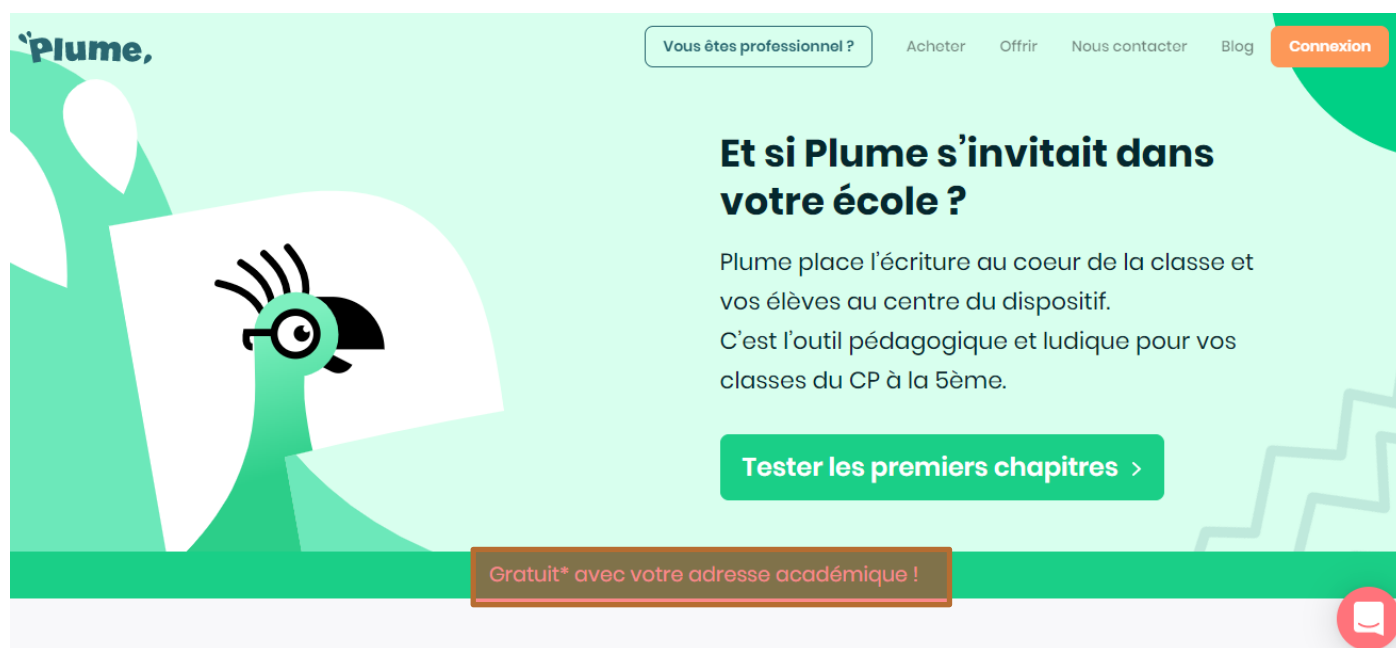 Plume,
Vous êtes professionnel ?
Acheter
Offrir
Nous contacter
Blog
Connexion
Et si Plume s’invitait dans
votre école ?
Plume place l’écriture au coeur de la classe et
vos élèves au centre du dispositif.
C’est l’outil pédagogique et ludique pour vos
classes du CP à la 5ème.
Tester les premiers chapitres >
Gratuit* avec votre adresse académique !